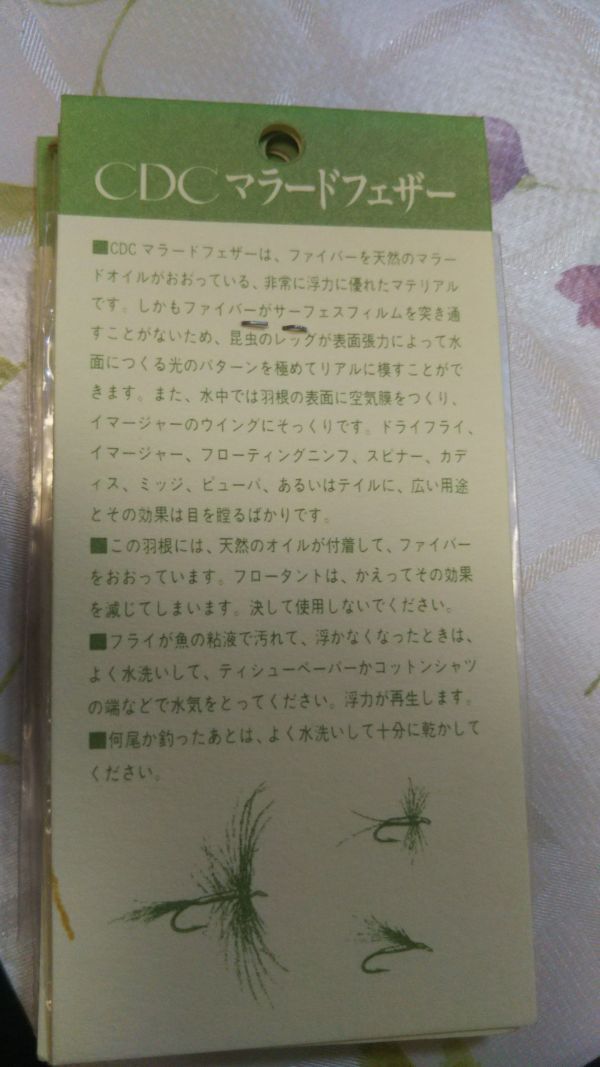 CDCマラードフェザー
■CDCマラードフェザーは、ファイバーを天然のマラー
ドオイルがおおっている、非常に浮力に優れたマテリアル
です。しかもファイバーがサーフェスフィルムを突き通
すことがないため、昆虫のレッグが表面張力によって水
面につくる光のパターンを極めてリアルに模すことがで
きます。また、水中では羽根の表面に空気膜をつくり、
イマージャーのウイングにそっくりです。ドライフライ、
イマージャー、フローティングニンフ、スピナー、カデ
ィス、ミッジ、ピューパ、あるいはテイルに、広い用途
とその効果は目を瞠るばかりです。
■この羽根には、天然のオイルが付着して、ファイバー
をおおっています。フロータントは、かえってその効果
を減じてしまいます。決して使用しないでください。
■フライが魚の粘液で汚れて、浮かなくなったときは、
よく水洗いして、ティシューペーパーかコットンシャツ
の端などで水気をとってください。浮力が再生します。
■何尾か釣ったあとは、よく水洗いして十分に乾かして
ください。